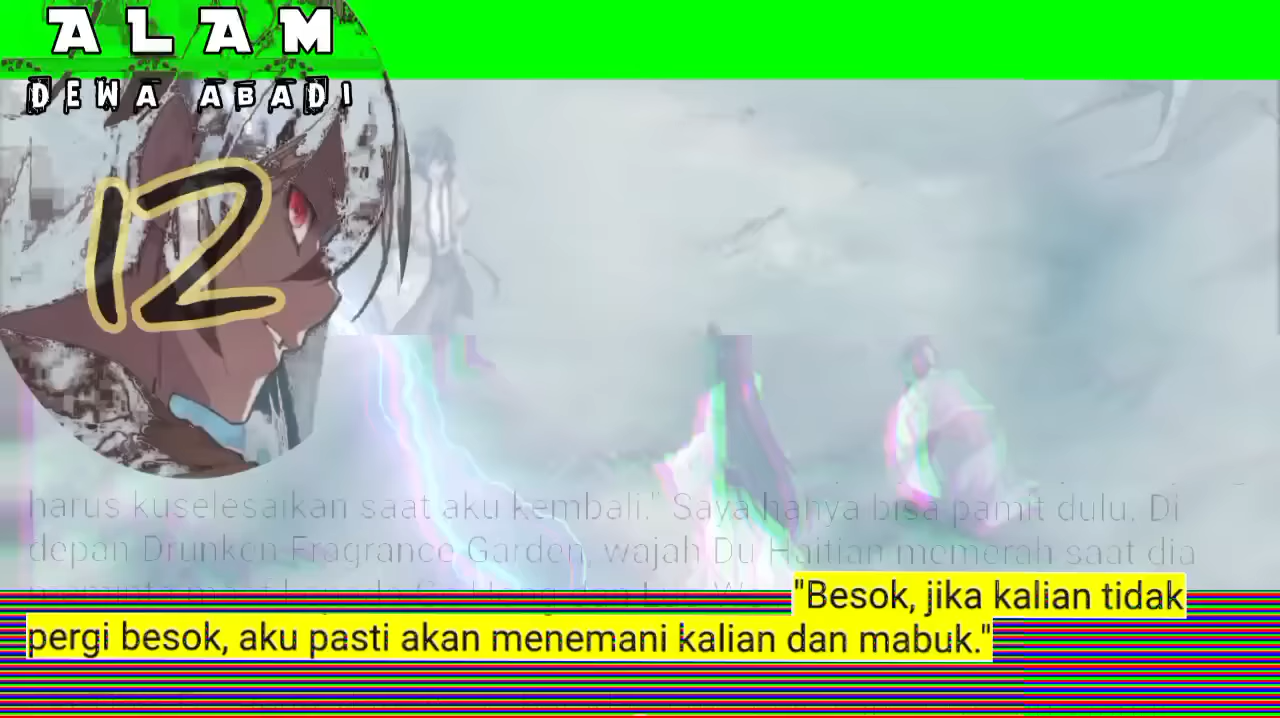 ALAM
DEWA ABADI
12
harus kuselesaikan saat aku kembali." Saya hanya bisa pamit dulu. Di
depan Drunken Fragrance Garden, wajah Du Haitian memerah saat dia
"Besok, jika kalian tidak
pergi besok, aku pasti akan menemani kalian dan mabuk."